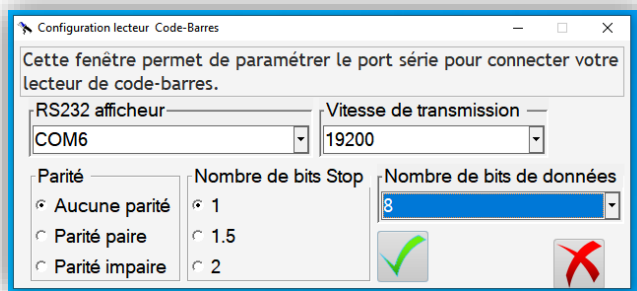 Configuration lecteur Code-Barres
Cette fenêtre permet de paramétrer le port série pour connecter votre
lecteur de code-barres.
RS232 afficheur
Vitesse de transmission
COM6
19200
Parité
Nombre de bits Stop
Nombre de bits de données
Aucune parité
1
8
Parité paire
1.5
Parité impaire
2